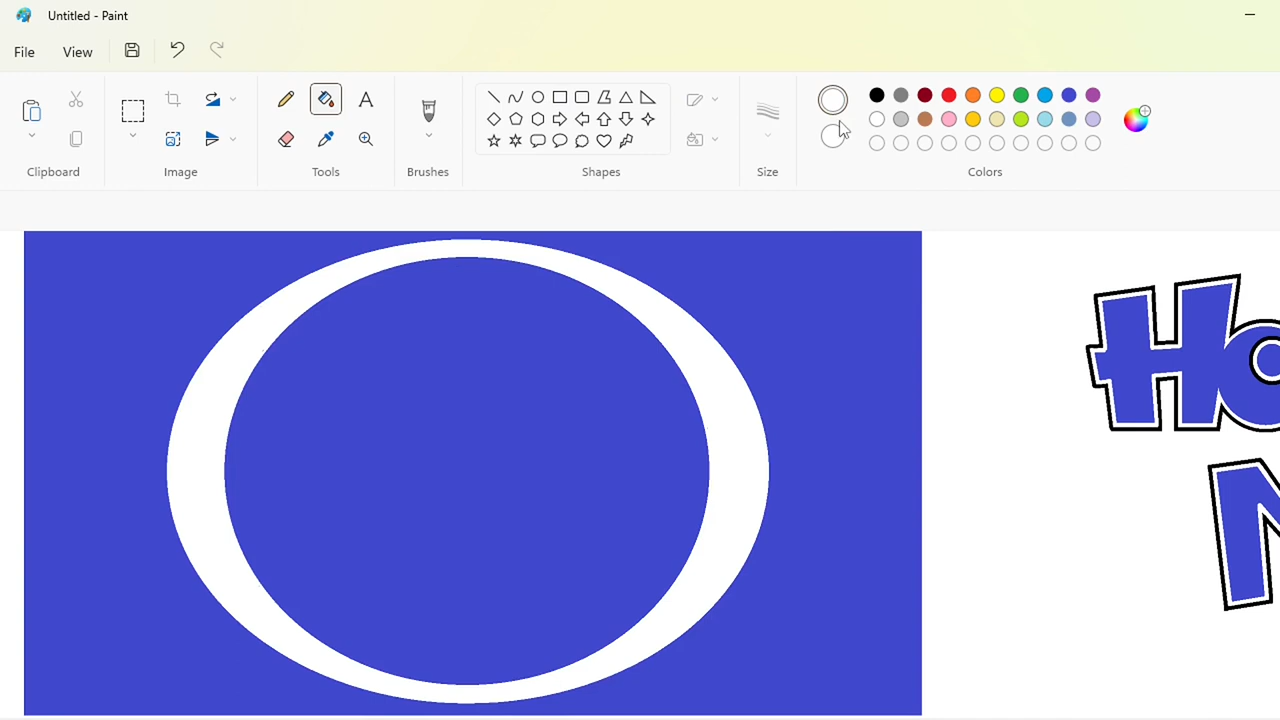 Untitled - Paint
File View
Clipboard Image Tools Brushes Shapes Size Colors